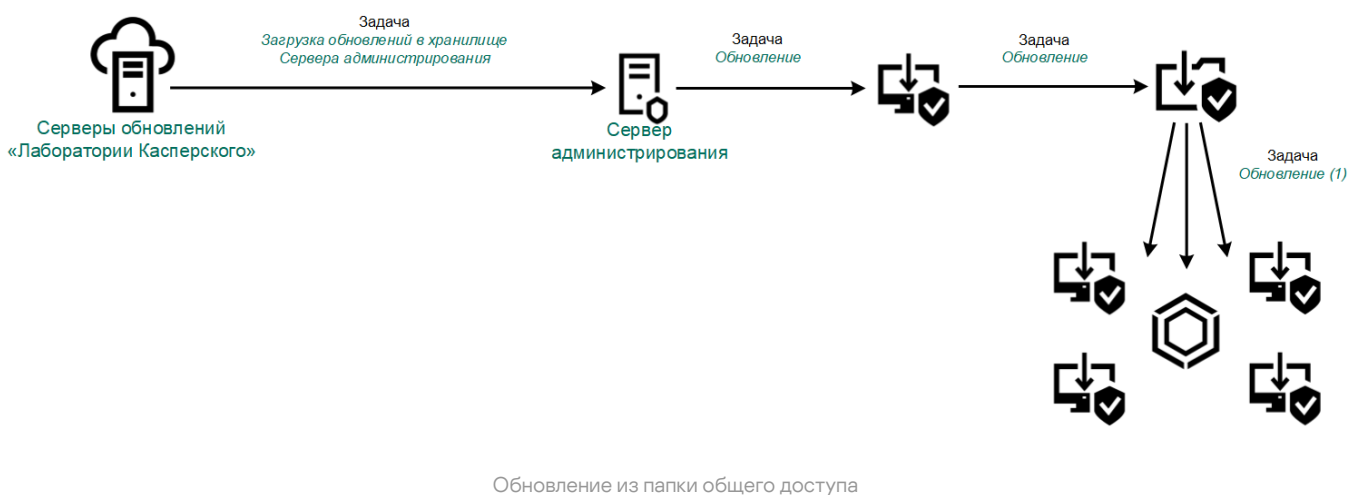 Задача
Загрузка обновлений в хранилище
Сервера администрирования
Задача
Обновление
Задача
Обновление
Серверы обновлений
«Лаборатории Касперского»
Сервер
администрирования
Задача
Обновление (1)
Обновление из папки общего доступа